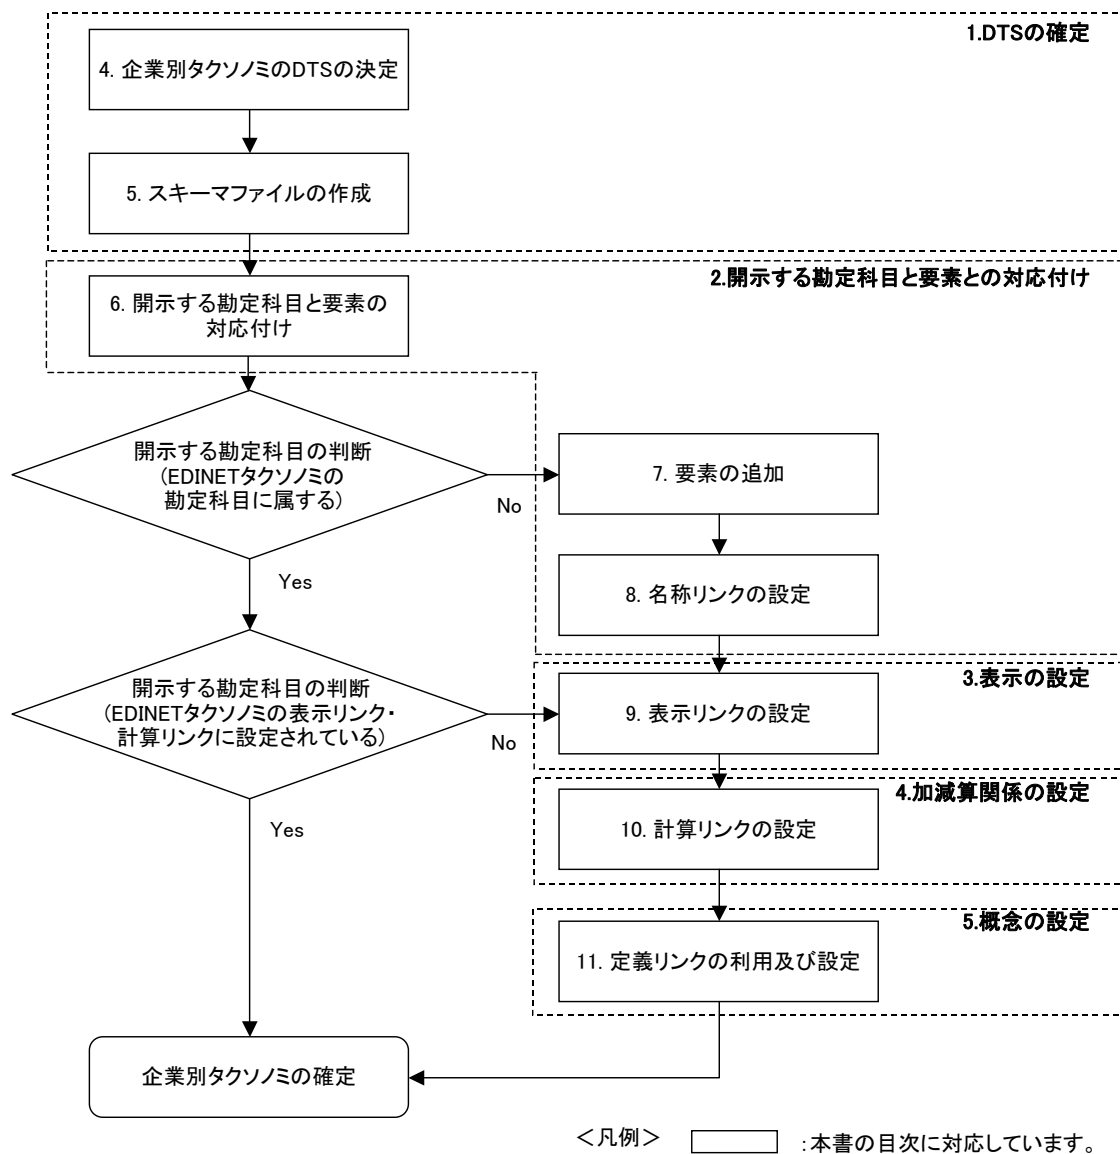 1.DTSの確定
4. 企業別タクソノミのDTSの決定
5. スキーマファイルの作成
2.開示する勘定科目と要素との対応付け
6. 開示する勘定科目と要素の
対応付け
開示する勘定科目の判断
(EDINETタクソノミの
勘定科目に属する)
No
Yes
7. 要素の追加
8. 名称リンクの設定
開示する勘定科目の判断
(EDINETタクソノミの表示リンク・
計算リンクに設定されている)
No
Yes
3.表示の設定
9. 表示リンクの設定
4.加減算関係の設定
10. 計算リンクの設定
5.概念の設定
11. 定義リンクの利用及び設定
企業別タクソノミの確定
＜凡例＞ :本書の目次に対応しています。